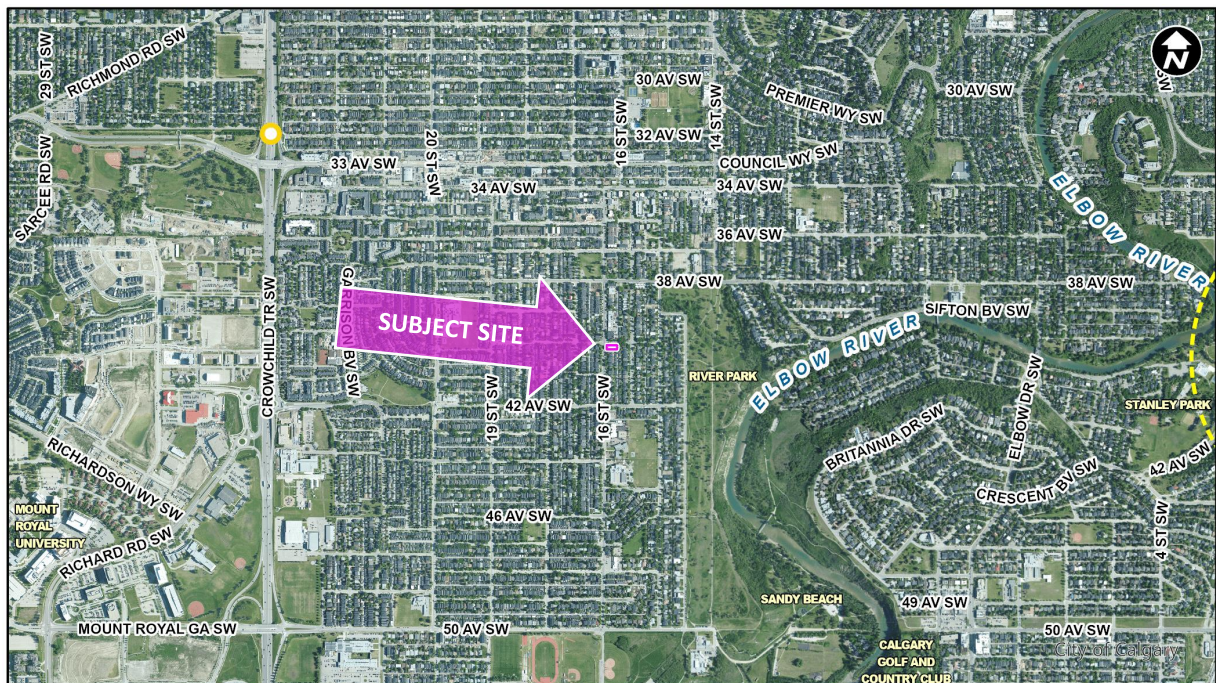 29 ST SW
RICHMOND RD SW
30 AV SW
PREMIER WY SW
30 AV SW
N
16 ST SW
14 ST SW
32 AV SW
20 ST SW
33 AV SW
COUNCIL WY SW
SARCEE RD SW
34 AV SW
34 AV SW
ELBOW RIVER
36 AV SW
38 AV SW
38 AV SW
CROWCHILD TR SW
GARRISON BV SW
SUBJECT SITE
SIFTON BV SW
ELBOW RIVER
RIVER PARK
19 ST SW
42 AV SW
16 ST SW
ELBOW DR SW
STANLEY PARK
BRITANNIA DR SW
42 AV SW
CRESCENT BV SW
RICHARDSON WY SW
MOUNT
ROYAL
UNIVERSITY
46 AV SW
4 ST SW
RICHARD RD SW
SANDY BEACH
49 AV SW
MOUNT ROYAL GA SW
50 AV SW
50 AV SW
CALGARY
GOLF AND
COUNTRY CLUB
City of Calgary